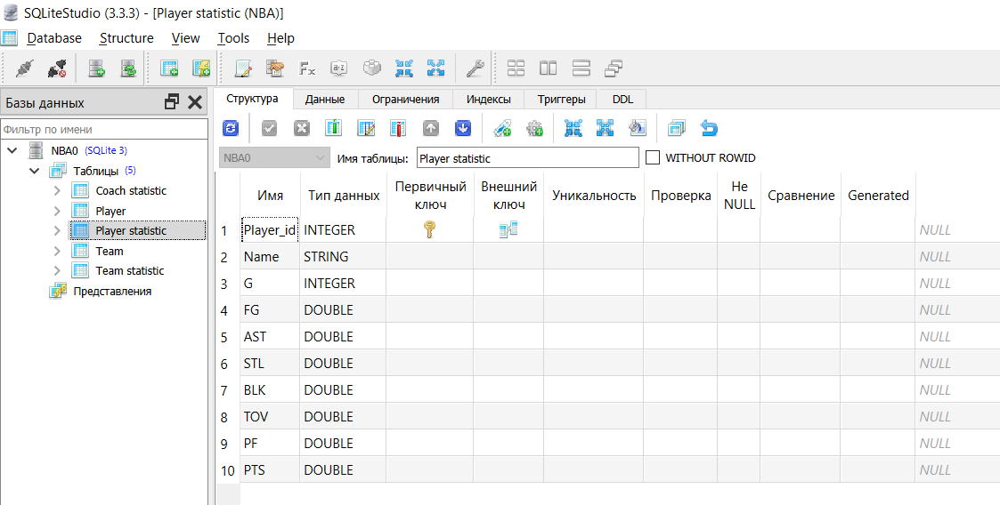 SQLiteStudio (3.3.3) - [Player statistic (NBA)]
Database Structure View Tools Help
Базы данных
Фильтр по имени
NBA0 (SQLite 3)
Таблицы (5)
Coach statistic
Player
Player statistic
Team
Team statistic
Представления
Структура Данные Ограничения Индексы Триггеры DDL
NBA0 Имя таблицы: Player statistic WITHOUT ROWID
Имя Тип данных Первичный ключ Внешний ключ Уникальность Проверка Не NULL Сравнение Generated
1 Player_id INTEGER NULL
2 Name STRING NULL
3 G INTEGER NULL
4 FG DOUBLE NULL
5 AST DOUBLE NULL
6 STL DOUBLE NULL
7 BLK DOUBLE NULL
8 TOV DOUBLE NULL
9 PF DOUBLE NULL
10 PTS DOUBLE NULL